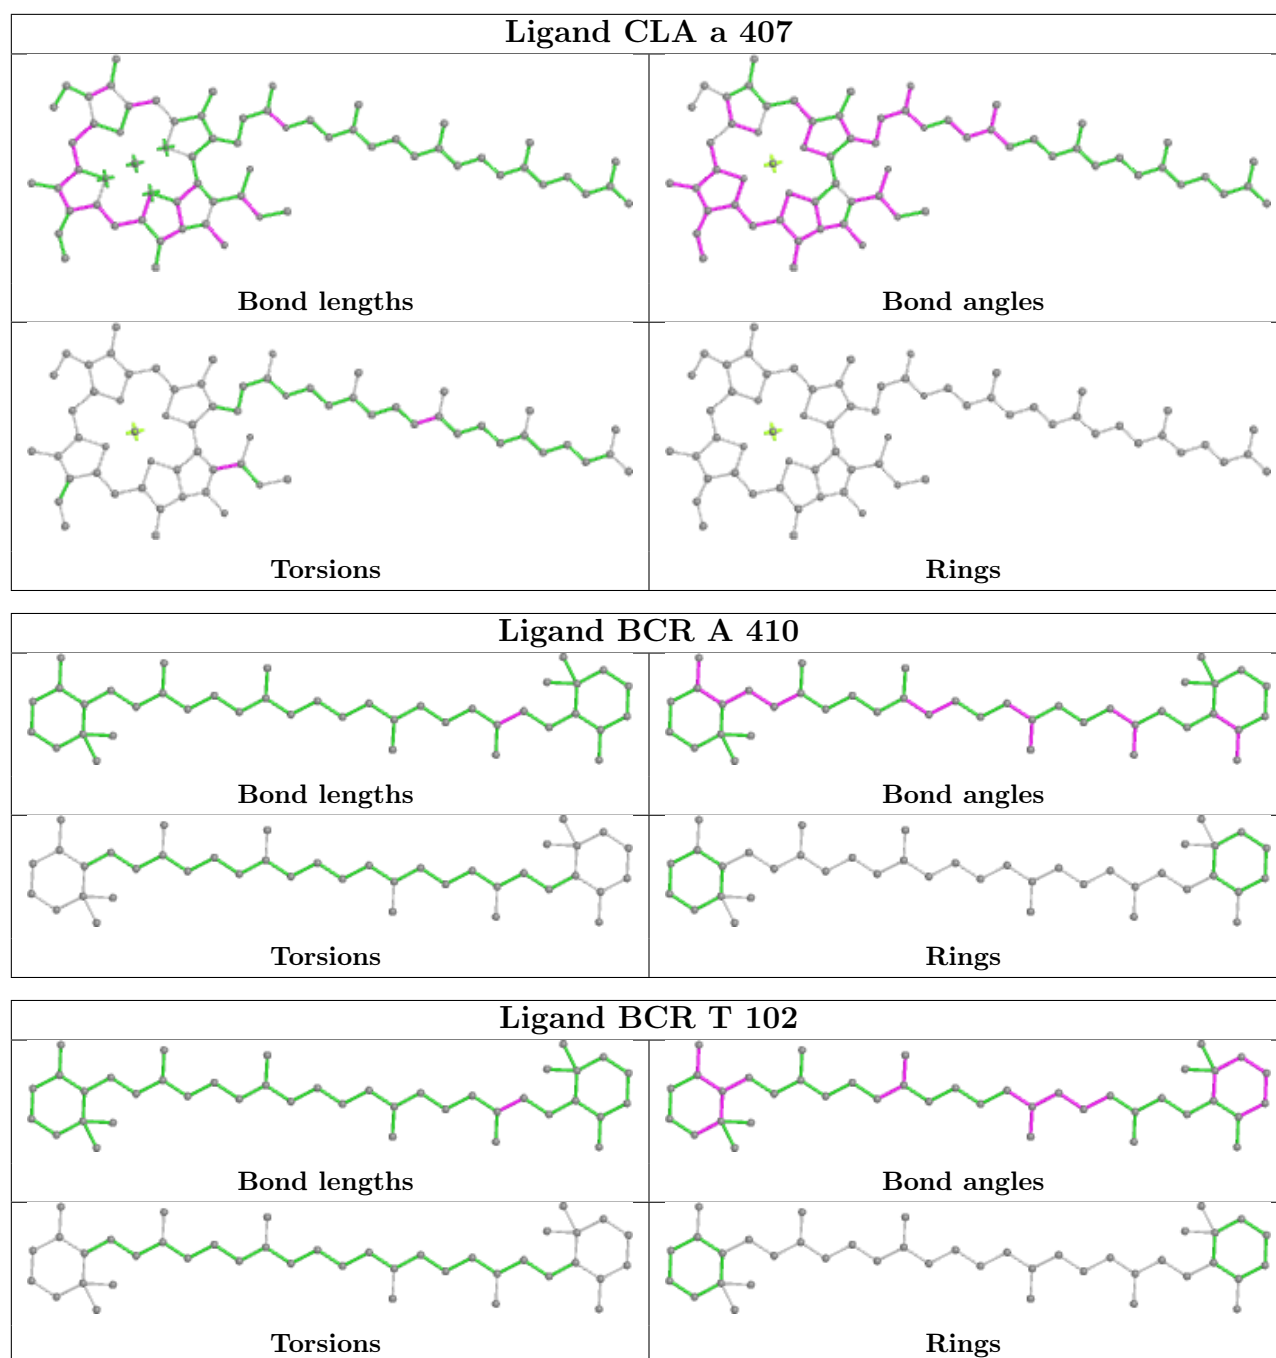 Ligand CLA a 407
Bond lengths
Bond angles
Torsions
Rings
Ligand BCR A 410
Bond lengths
Bond angles
Torsions
Rings
Ligand BCR T 102
Bond lengths
Bond angles
Torsions
Rings